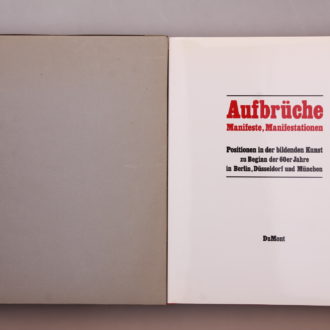 Aufbrüche
Manifeste, Manifestationen
Positionen in der bildenden Kunst
zu Beginn der 60er Jahre
in Berlin, Düsseldorf und München
DuMont